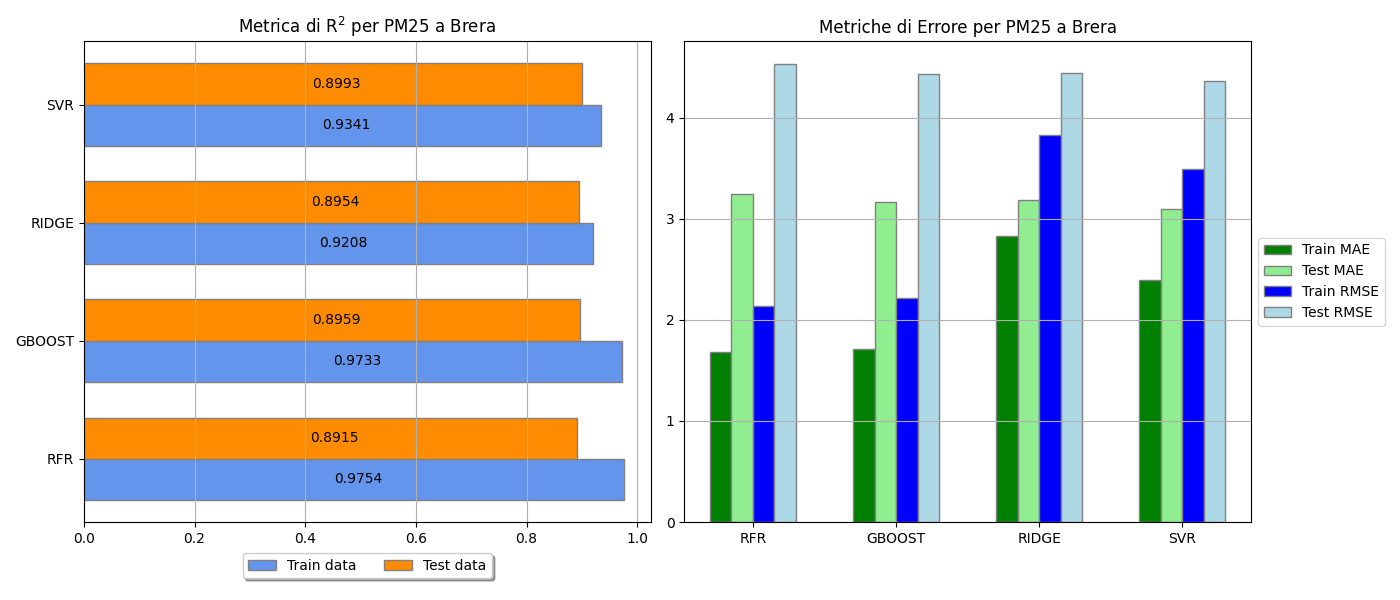 Metrica di R² per PM25 a Brera
SVR
0.8993
0.9341
RIDGE
0.8954
0.9208
GBOOST
0.8959
0.9733
RFR
0.8915
0.9754
0.0 0.2 0.4 0.6 0.8 1.0
Train data Test data
Metriche di Errore per PM25 a Brera
4
3
2
1
0
RFR GBOOST RIDGE SVR
Train MAE
Test MAE
Train RMSE
Test RMSE